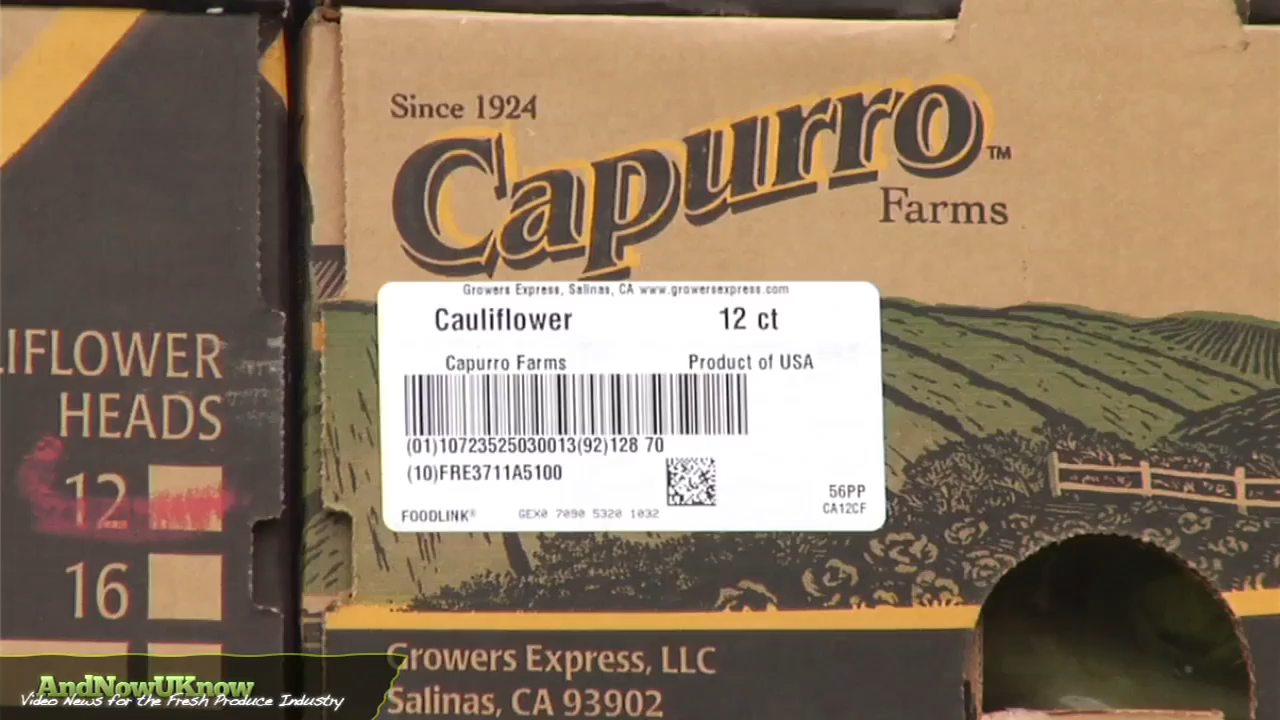 Since 1924
Capurro™
Farms
Growers Express, Salinas, CA www.growersexpress.com
Cauliflower 12 ct
Capurro Farms Product of USA
(01)10723525030013(92)128 70
(10)FRE3711A5100
56PP
CA12CF
FOODLINK® GEX0 7090 5320 1032
LIFLOWER
HEADS
12
16
Growers Express, LLC
Salinas, CA 93902
AndNowUKnow
Video News for the Fresh Produce Industry